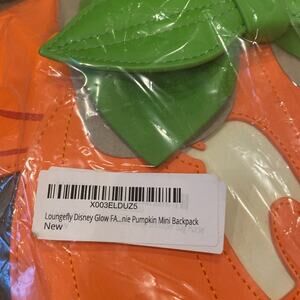 X003ELDUZ5
Loungefly Disney Glow FA...nie Pumpkin Mini Backpack
New